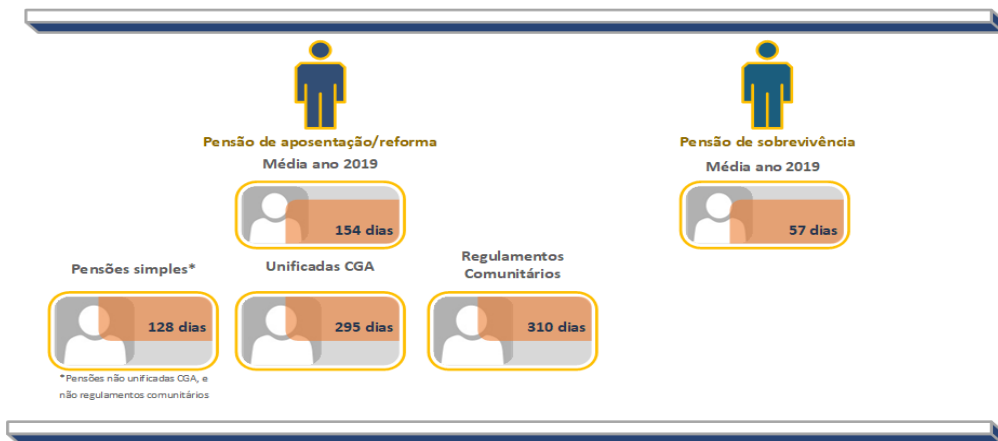 Pensão de aposentação/reforma
Média ano 2019
154 dias
Pensão de sobrevivência
Média ano 2019
57 dias
Pensões simples*
128 dias
Unificadas CGA
295 dias
Regulamentos
Comunitários
310 dias
*Pensões não unificadas CGA, e
não regulamentos comunitários